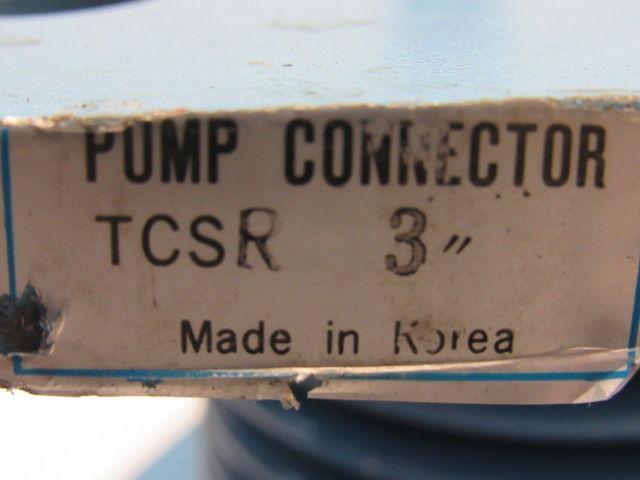 PUMP CONNECTOR
TCSR 3"
Made in Korea